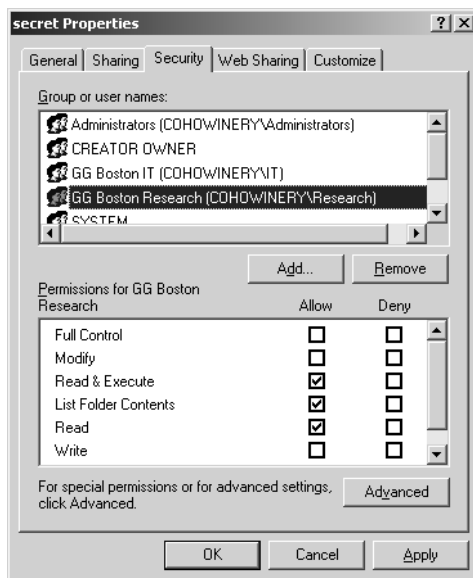 secret Properties
? X
General Sharing Security Web Sharing Customize
Group or user names:
Administrators (COHOWINERY\Administrators)
CREATOR OWNER
GG Boston IT (COHOWINERY\IT)
GG Boston Research (COHOWINERY\Research)
SYSTEM
Add... Remove
Permissions for GG Boston
Research Allow Deny
Full Control
Modify
Read & Execute
List Folder Contents
Read
Write
For special permissions or for advanced settings,
click Advanced.
Advanced
OK Cancel Apply